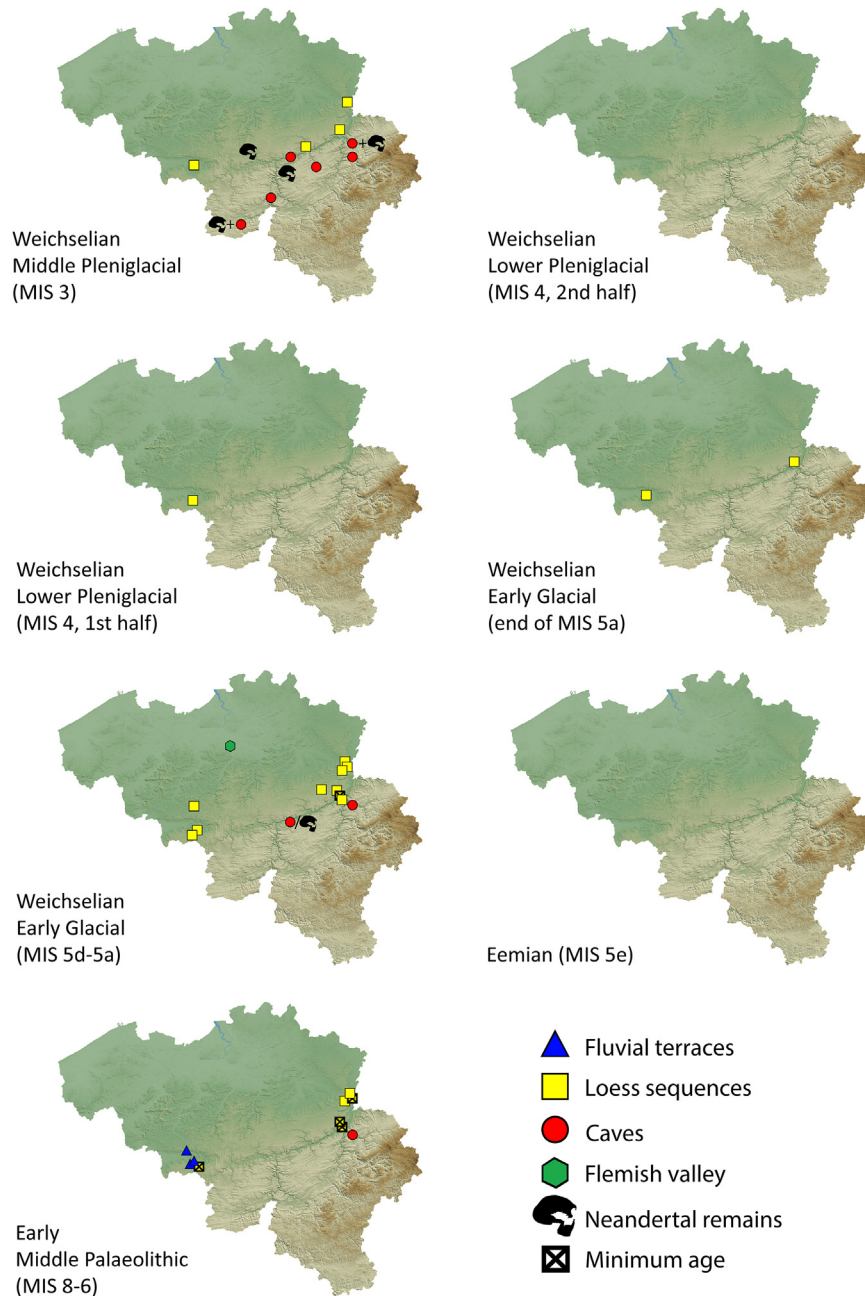 Weichselian
Middle Pleniglacial
(MIS 3)
Weichselian
Lower Pleniglacial
(MIS 4, 2nd half)
Weichselian
Lower Pleniglacial
(MIS 4, 1st half)
Weichselian
Early Glacial
(end of MIS 5a)
Weichselian
Early Glacial
(MIS 5d-5a)
Eemian (MIS 5e)
Early
Middle Palaeolithic
(MIS 8-6)
Fluvial terraces
Loess sequences
Caves
Flemish valley
Neandertal remains
Minimum age